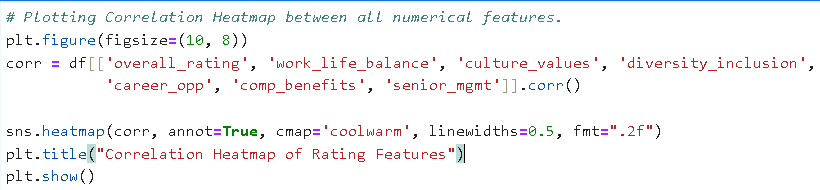 # Plotting Correlation Heatmap between all numerical features.
plt.figure(figsize=(10, 8))
corr = df[['overall_rating', 'work_life_balance', 'culture_values', 'diversity_inclusion',
           'career_opp', 'comp_benefits', 'senior_mgmt']].corr()

sns.heatmap(corr, annot=True, cmap='coolwarm', linewidths=0.5, fmt=".2f")
plt.title("Correlation Heatmap of Rating Features")
plt.show()